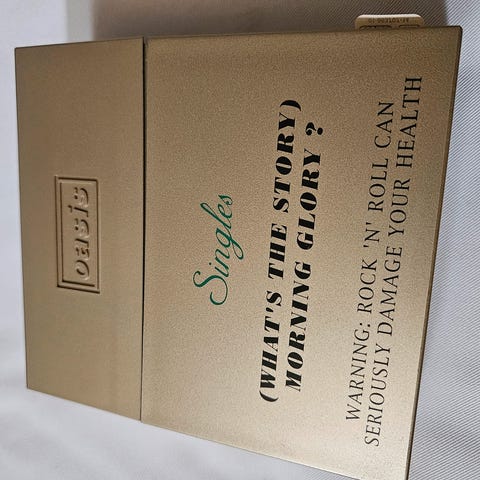 oasis
Singles
(WHAT'S THE STORY)
MORNING GLORY ?
WARNING: ROCK 'N' ROLL CAN
SERIOUSLY DAMAGE YOUR HEALTH